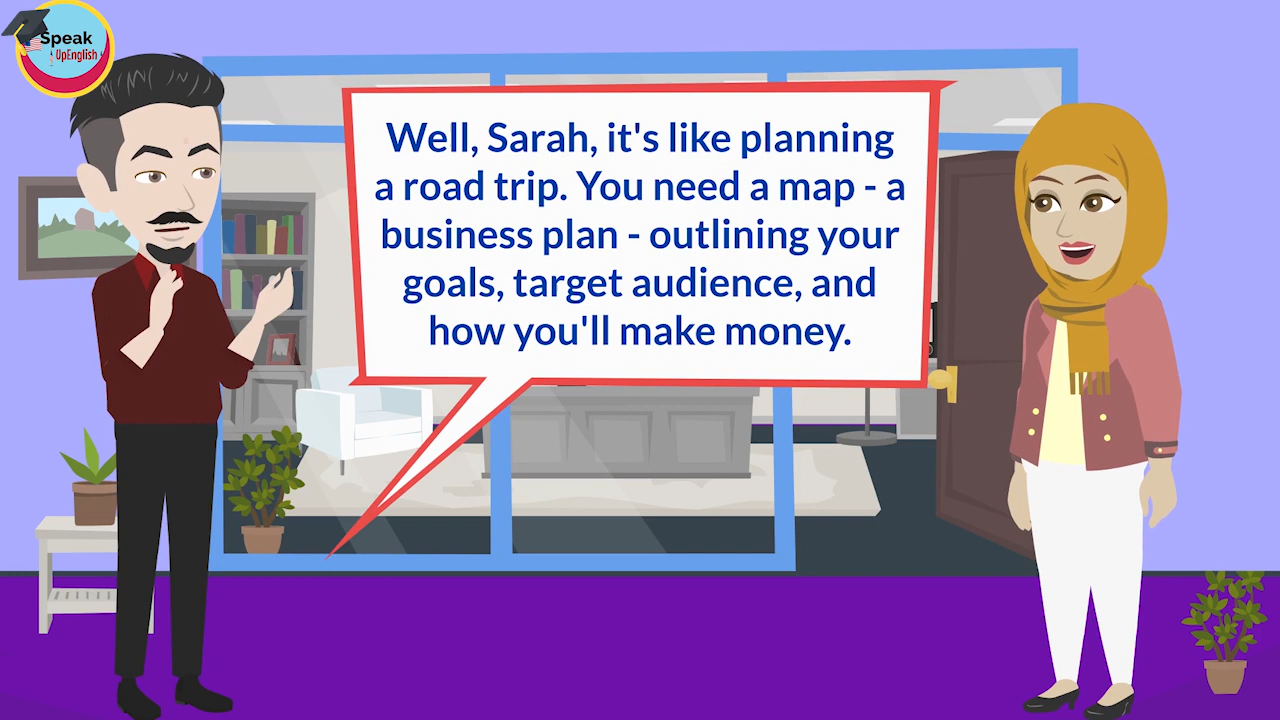 Speak
UpEnglish
Well, Sarah, it's like planning
a road trip. You need a map - a
business plan - outlining your
goals, target audience, and
how you'll make money.